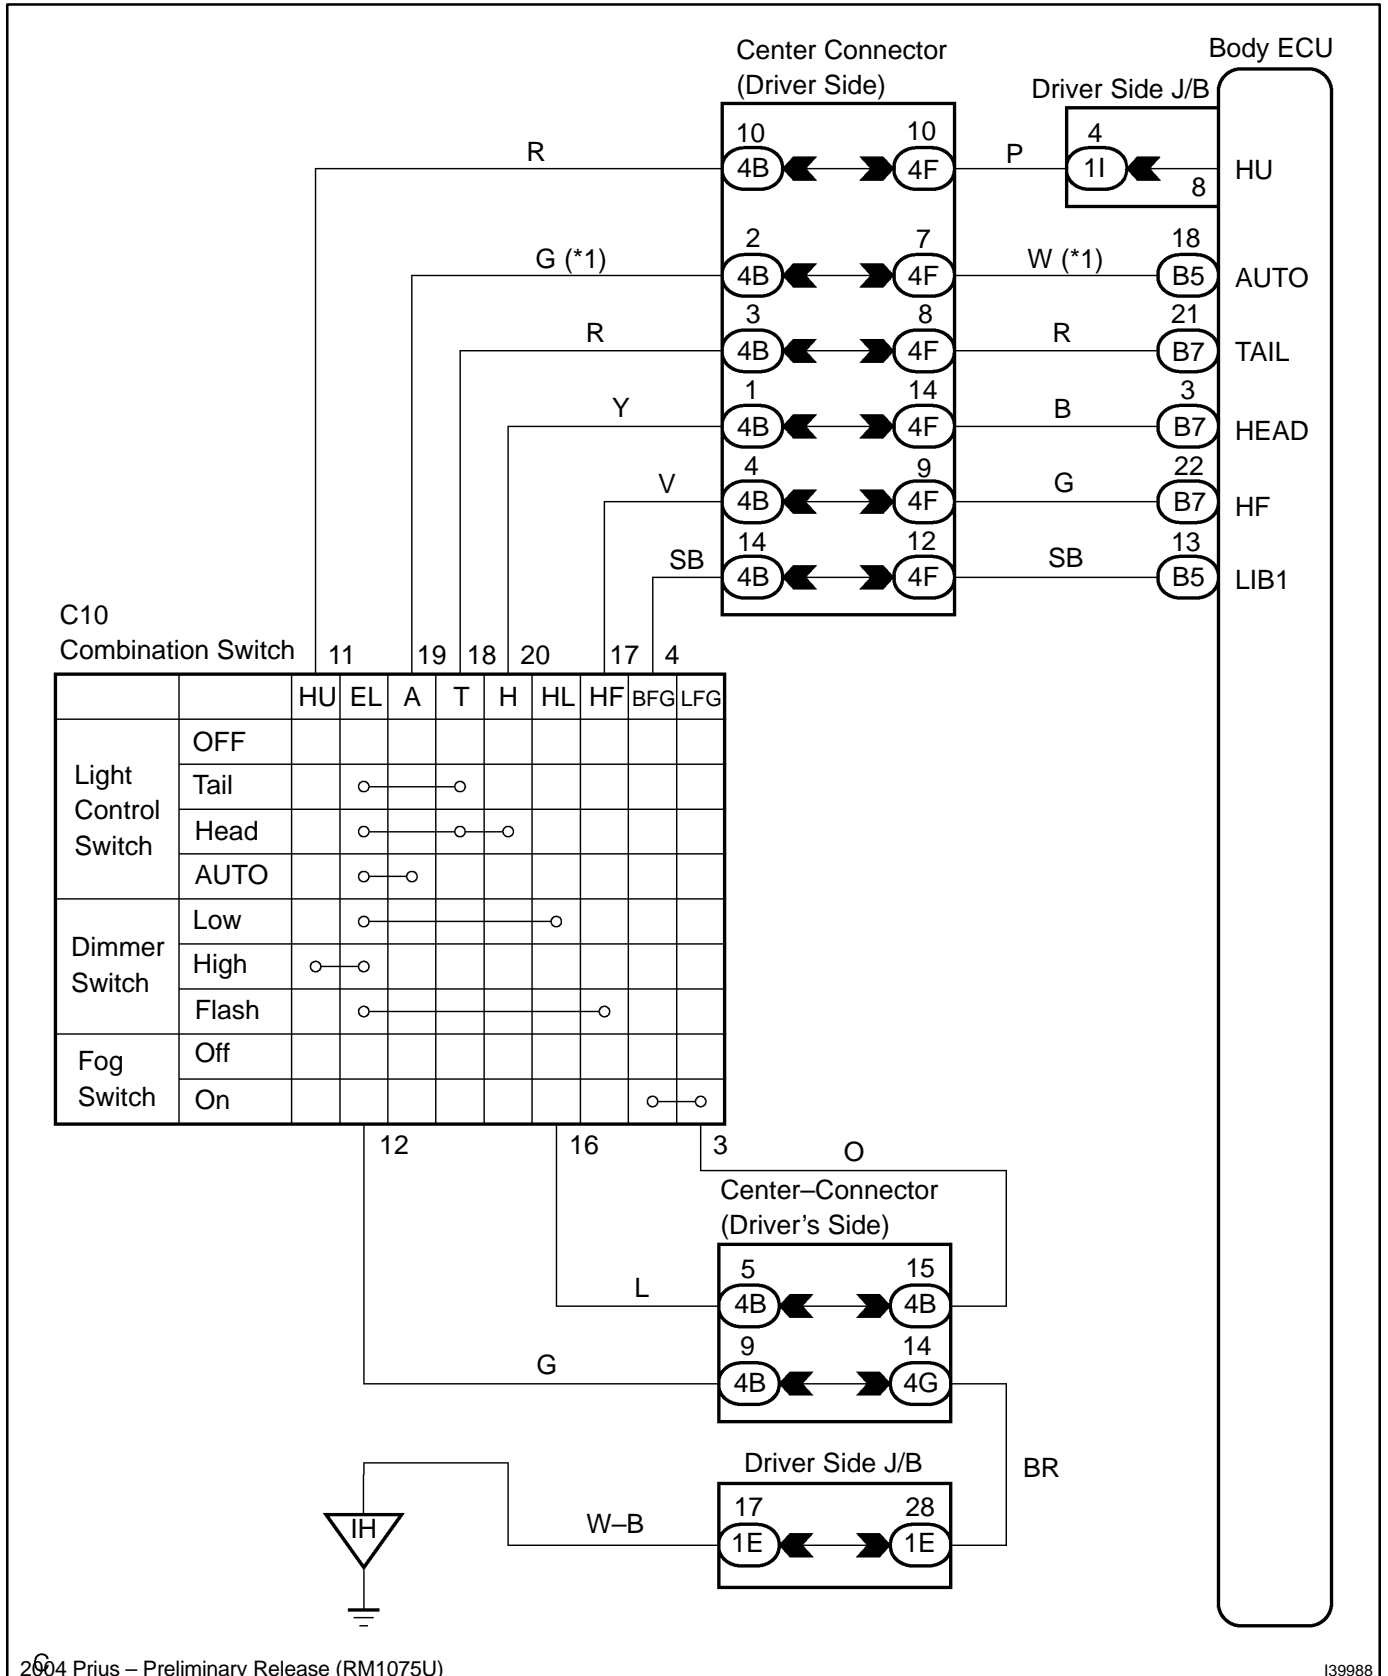 Body ECU
Center Connector
(Driver Side)
Driver Side J/B
10 10 4
R 4B 4F P 1I 8 HU
2 7 18
G (*1) 4B 4F W (*1) B5 AUTO
3 8 21
R 4B 4F R B7 TAIL
1 14 3
Y 4B 4F B B7 HEAD
4 9 22
V 4B 4F G B7 HF
14 12 13
SB 4B 4F SB B5 LIB1
C10
Combination Switch 11 19 18 20 17 4
HU EL A T H HL HF BFG LFG
Light
Control
Switch
OFF
Tail
Head
AUTO
Dimmer
Switch
Low
High
Flash
Fog
Switch
Off
On
12 16 3
O
Center–Connector
(Driver's Side)
5 15
L 4B 4B
9 14
G 4B 4G
BR
Driver Side J/B
17 28
IH W–B 1E 1E
C
2004 Prius – Preliminary Release (RM1075U)
I39988